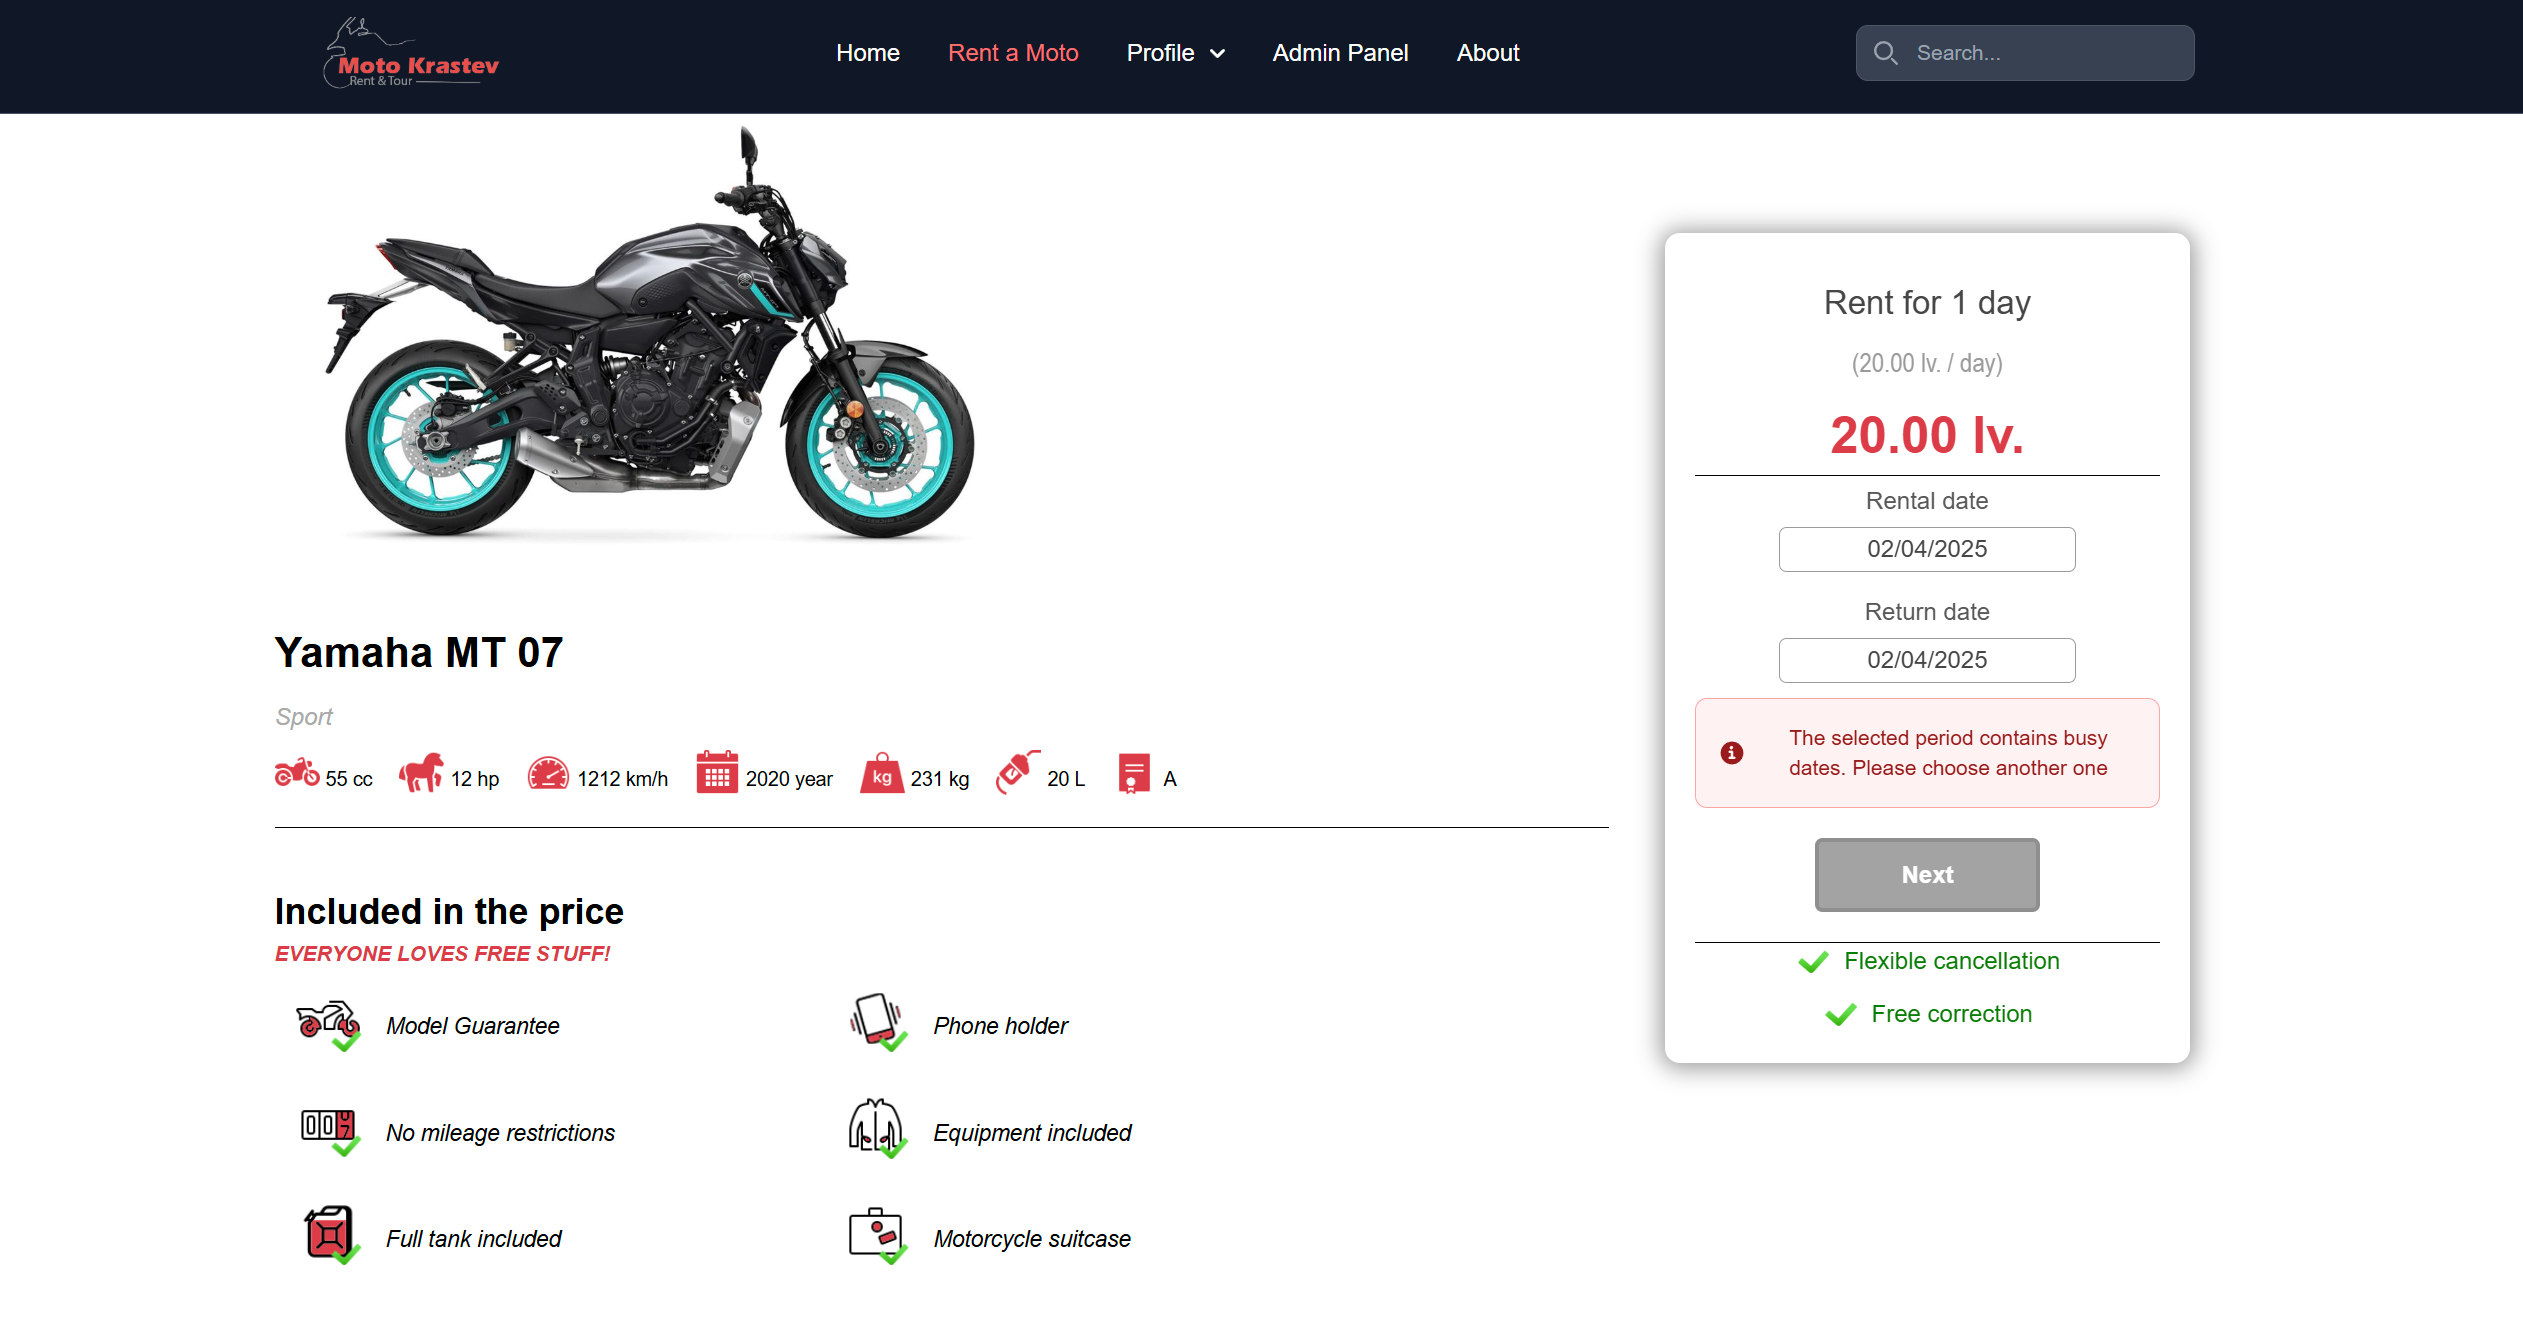 Moto Krastev
Rent & Tour
Home
Rent a Moto
Profile
Admin Panel
About
Search...
Rent for 1 day
(20.00 lv. / day)
20.00 lv.
Rental date
02/04/2025
Return date
02/04/2025
The selected period contains busy
dates. Please choose another one
Next
Flexible cancellation
Free correction
Yamaha MT 07
Sport
55 cc
12 hp
1212 km/h
2020 year
kg
231 kg
20 L
A
Included in the price
EVERYONE LOVES FREE STUFF!
Model Guarantee
Phone holder
No mileage restrictions
Equipment included
Full tank included
Motorcycle suitcase